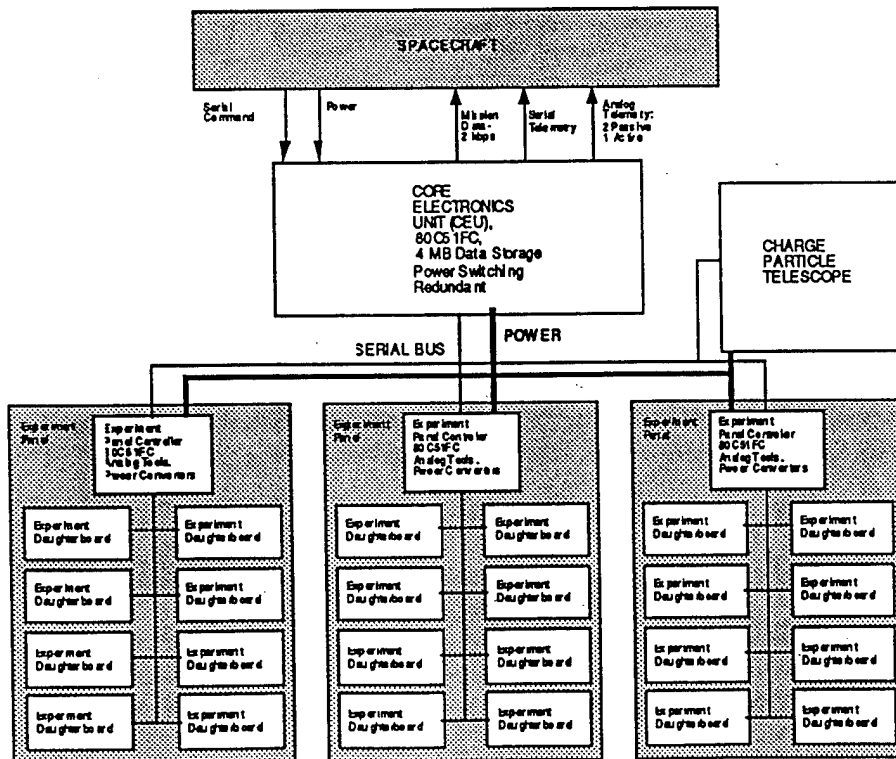 SPACECRAFT
Serial
Command
Power
Mission
Data -
2 kbps
Serial
Telemetry
Analog
Telemetry:
2 Passive
1 Active
CORE
ELECTRONICS
UNIT (CEU),
80C51FC,
4 MB Data Storage
Power Switching
Redundant
CHARGE
PARTICLE
TELESCOPE
SERIAL BUS
POWER
Experiment
Panel
Experiment
Panel Controller
80C51FC
Analog Tools,
Power Converters
Experiment
Panel
Experiment
Panel Controller
80C51FC
Analog Tools,
Power Converters
Experiment
Panel
Experiment
Panel Controller
80C51FC
Analog Tools,
Power Converters
Experiment
Daughterboard
Experiment
Daughterboard
Experiment
Daughterboard
Experiment
Daughterboard
Experiment
Daughterboard
Experiment
Daughterboard
Experiment
Daughterboard
Experiment
Daughterboard
Experiment
Daughterboard
Experiment
Daughterboard
Experiment
Daughterboard
Experiment
Daughterboard
Experiment
Daughterboard
Experiment
Daughterboard
Experiment
Daughterboard
Experiment
Daughterboard
Experiment
Daughterboard
Experiment
Daughterboard
Experiment
Daughterboard
Experiment
Daughterboard
Experiment
Daughterboard
Experiment
Daughterboard
Experiment
Daughterboard
Experiment
Daughterboard